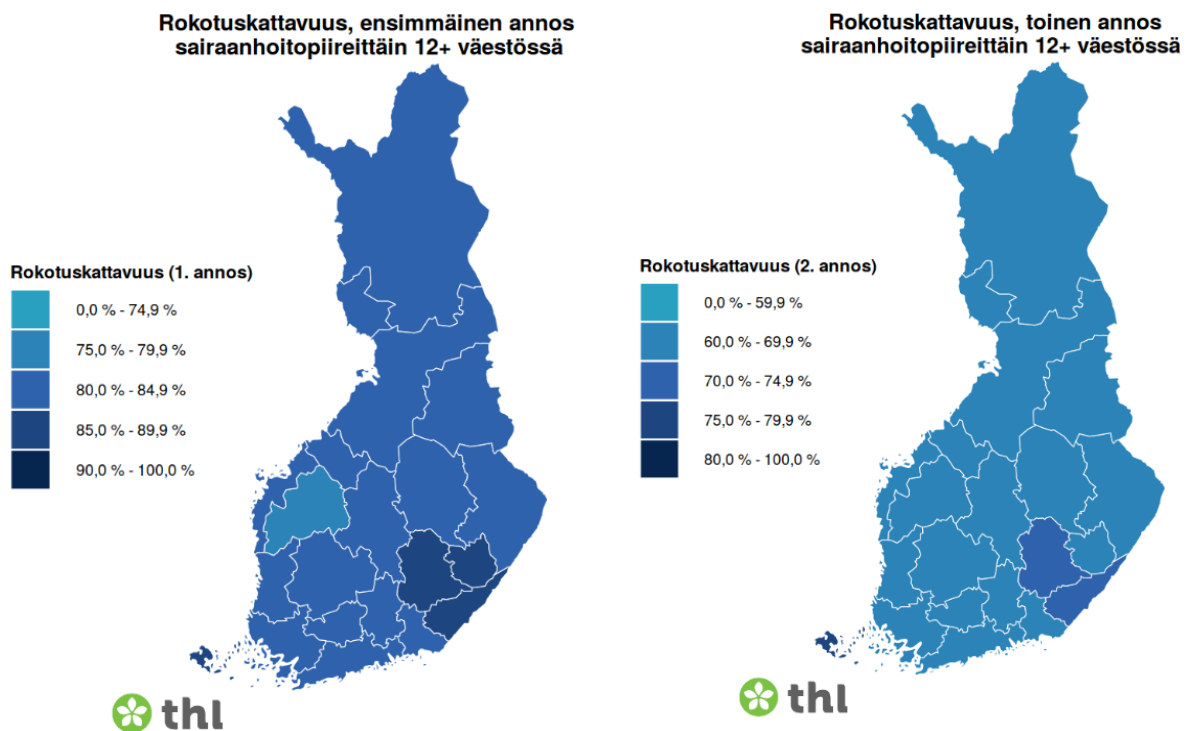 Rokotuskattavuus, ensimmäinen annos
sairaanhoitopiireittäin 12+ väestössä
Rokotuskattavuus (1. annos)
0,0 % - 74,9 %
75,0 % - 79,9 %
80,0 % - 84,9 %
85,0 % - 89,9 %
90,0 % - 100,0 %
thl
Rokotuskattavuus, toinen annos
sairaanhoitopiireittäin 12+ väestössä
Rokotuskattavuus (2. annos)
0,0 % - 59,9 %
60,0 % - 69,9 %
70,0 % - 74,9 %
75,0 % - 79,9 %
80,0 % - 100,0 %
thl